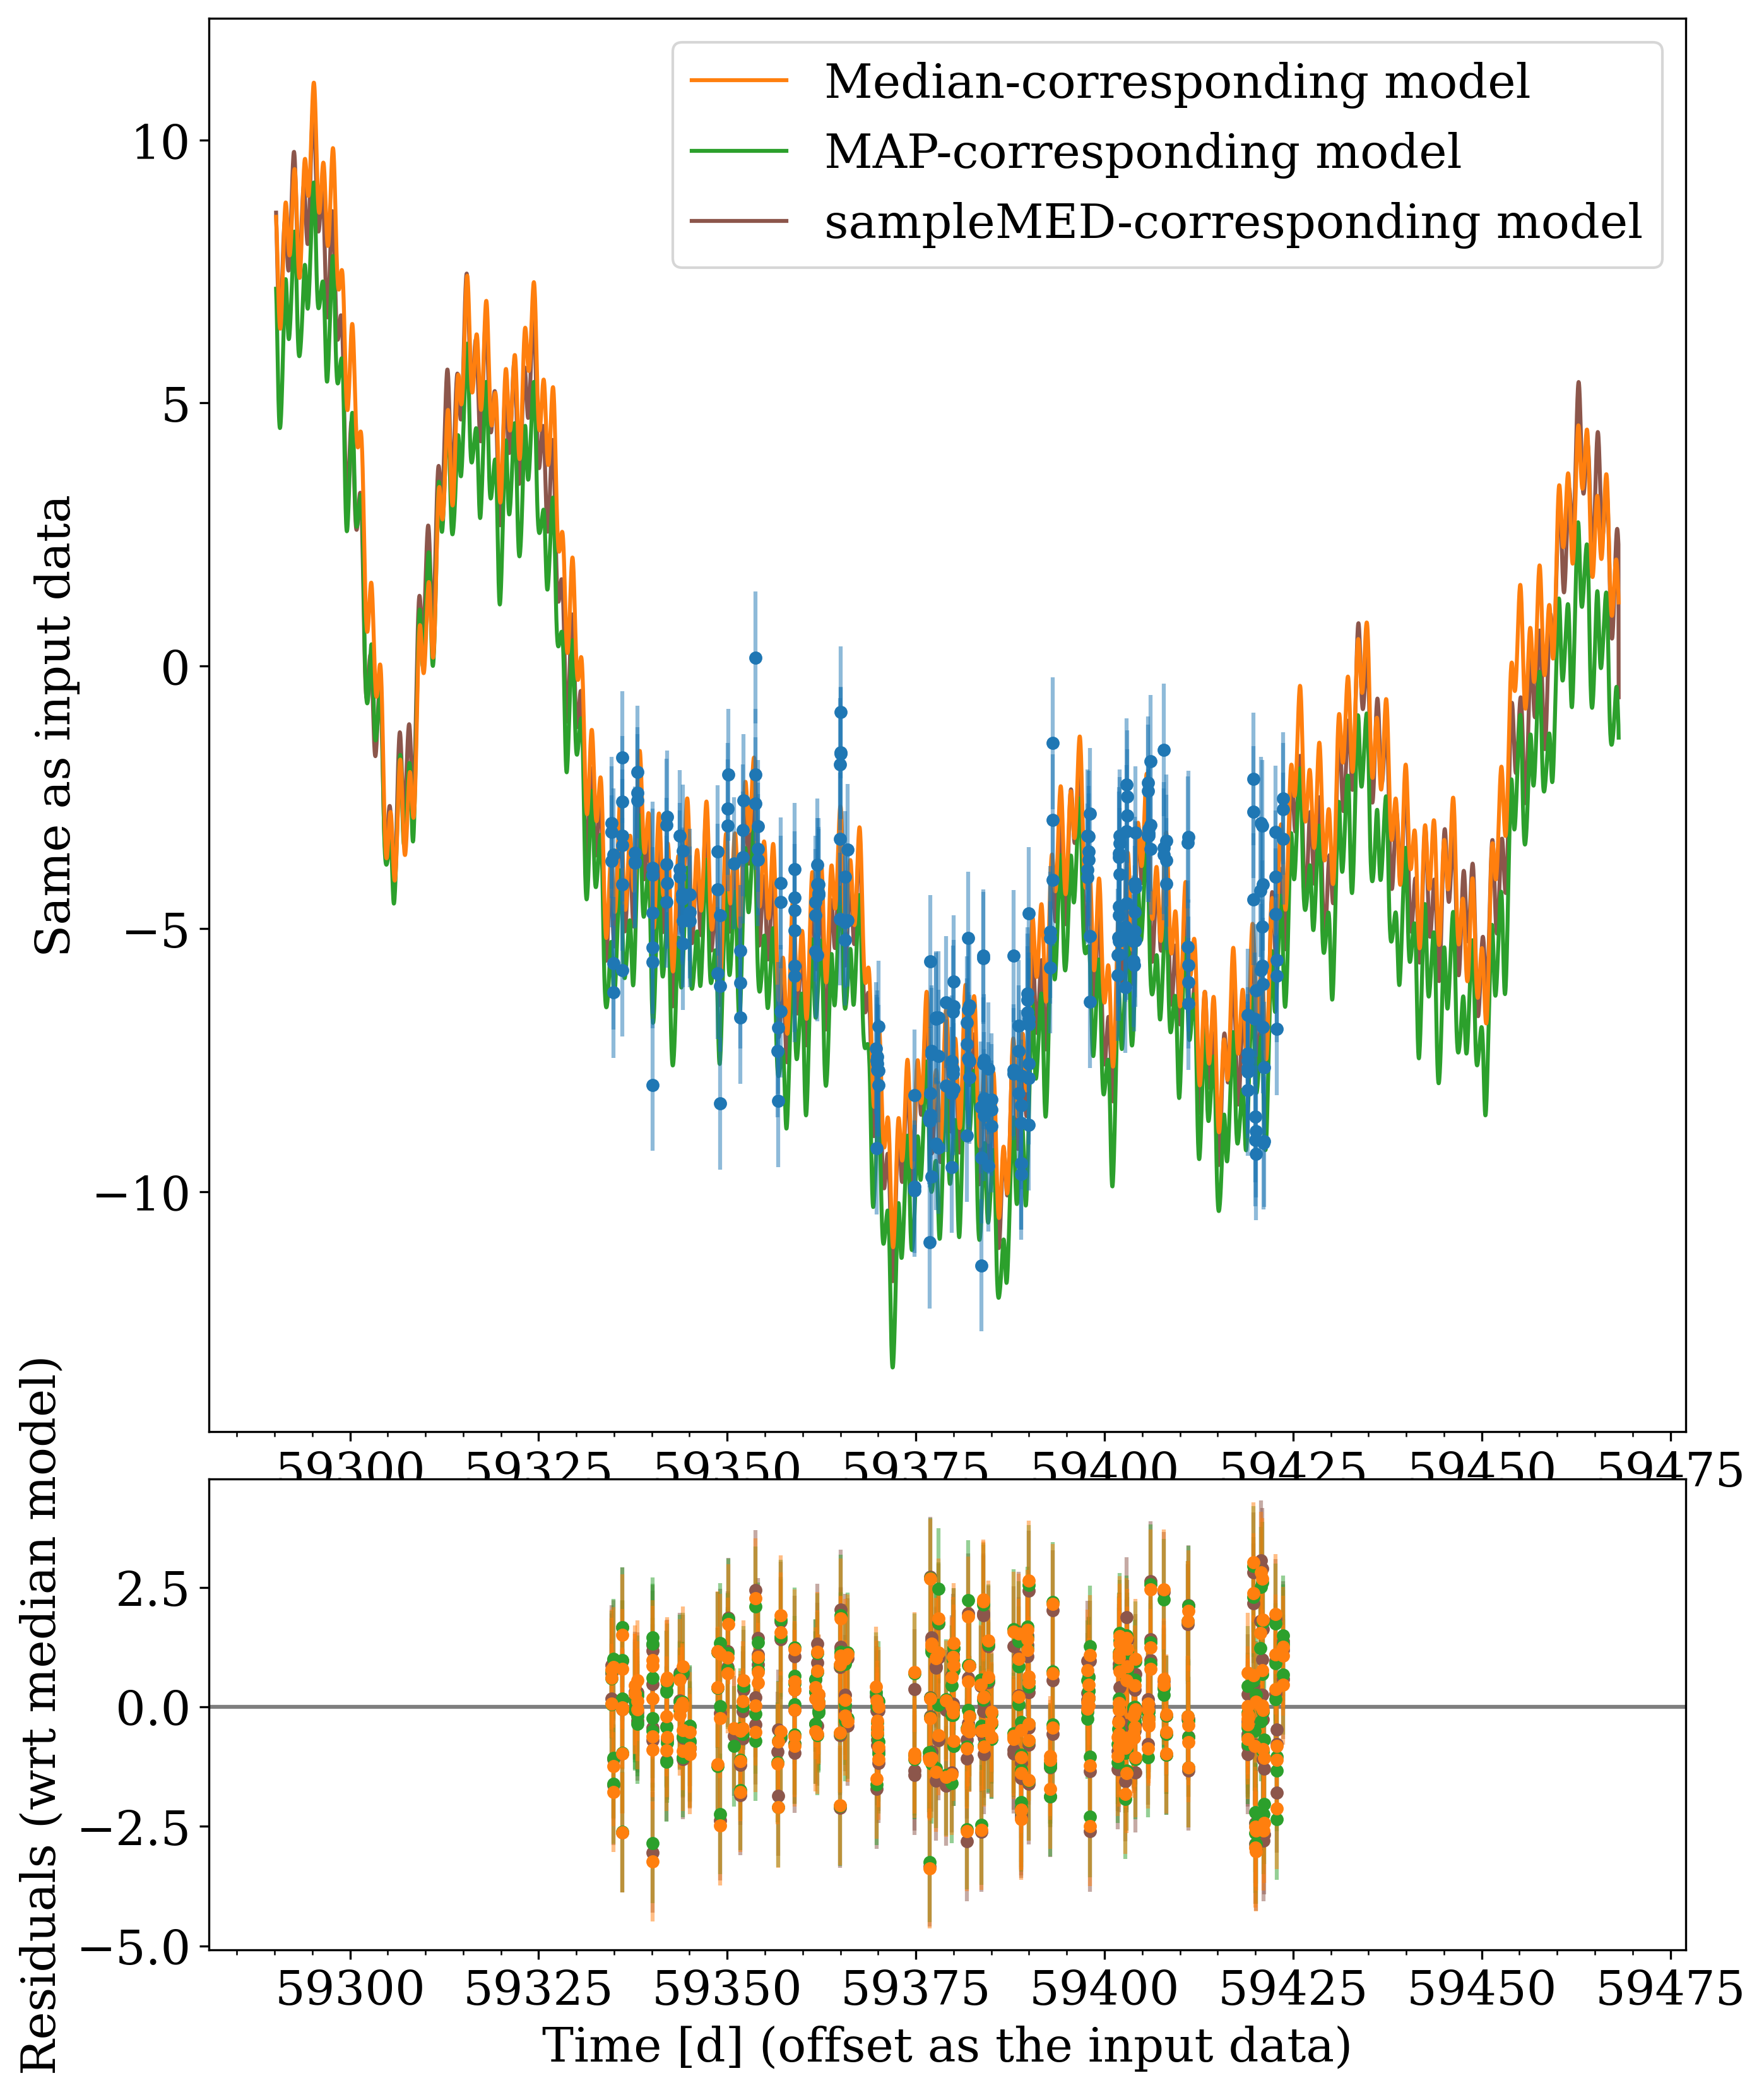 Median-corresponding model
MAP-corresponding model
sampleMED-corresponding model
10
5
0
−5
−10
Same as input data
59300 59325 59350 59375 59400 59425 59450 59475
2.5
0.0
−2.5
−5.0
Residuals (wrt median model)
59300 59325 59350 59375 59400 59425 59450 59475
Time [d] (offset as the input data)